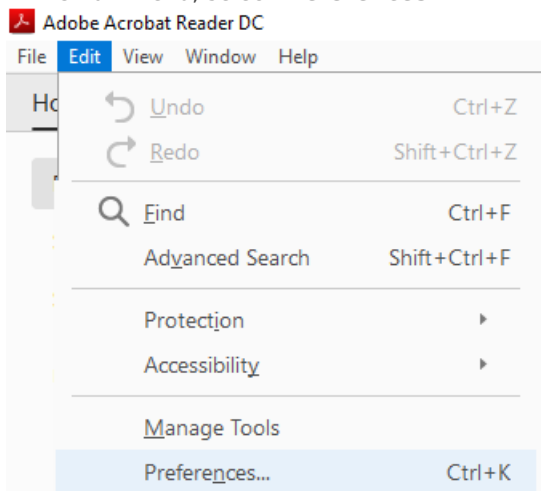 Adobe Acrobat Reader DC
File Edit View Window Help
Undo Ctrl+Z
Redo Shift+Ctrl+Z
Find Ctrl+F
Advanced Search Shift+Ctrl+F
Protection
Accessibility
Manage Tools
Preferences... Ctrl+K